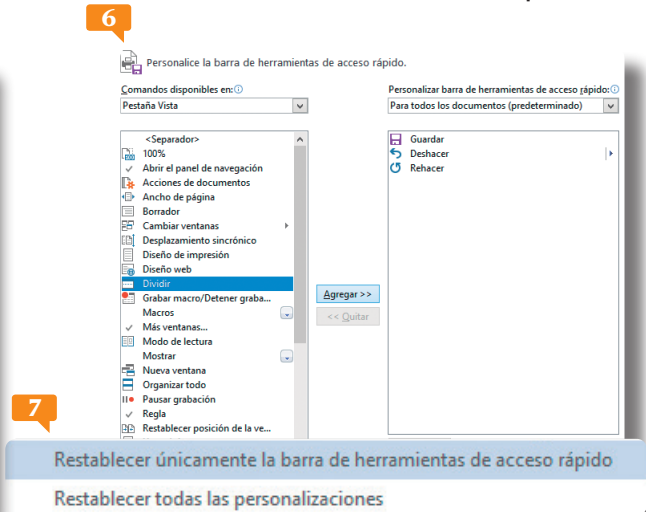 6
Personalice la barra de herramientas de acceso rápido.
Comandos disponibles en:
Pestaña Vista
<Separador>
100%
Abrir el panel de navegación
Acciones de documentos
Ancho de página
Borrador
Cambiar ventanas
Desplazamiento sincrónico
Diseño de impresión
Diseño web
Dividir
Grabar macro/Detener graba...
Macros
Más ventanas...
Modo de lectura
Mostrar
Nueva ventana
Organizar todo
Pausar grabación
Regla
Restablecer posición de la ve...
Agregar >>
<< Quitar
Personalizar barra de herramientas de acceso rápido:
Para todos los documentos (predeterminado)
Guardar
Deshacer
Rehacer
7
Restablecer únicamente la barra de herramientas de acceso rápido
Restablecer todas las personalizaciones